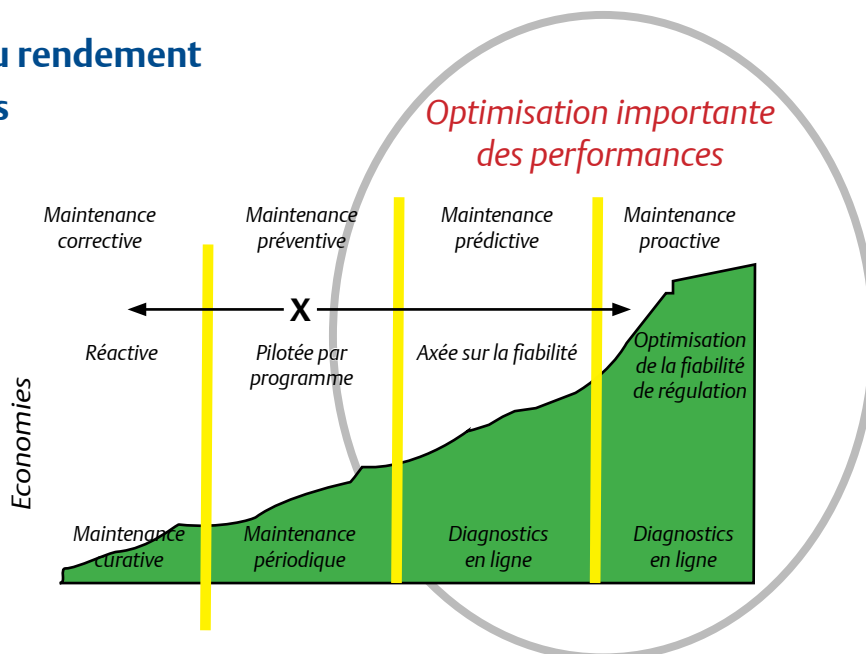 u rendement
s
Optimisation importante
des performances
Maintenance
corrective
Maintenance
préventive
Maintenance
prédictive
Maintenance
proactive
X
Réactive
Pilotée par
programme
Axée sur la fiabilité
Optimisation
de la fiabilité
de régulation
Economies
Maintenance
curative
Maintenance
périodique
Diagnostics
en ligne
Diagnostics
en ligne